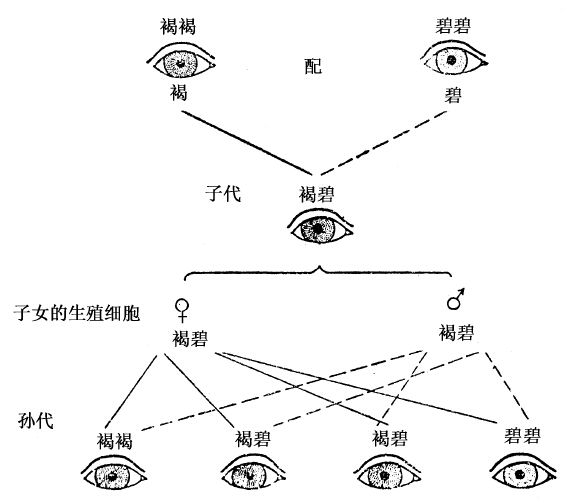 褐褐 碧碧
配
褐 碧
子代 褐碧
♀ ♂
子女的生殖细胞
褐碧 褐碧
孙代
褐褐 褐碧 褐碧 碧碧